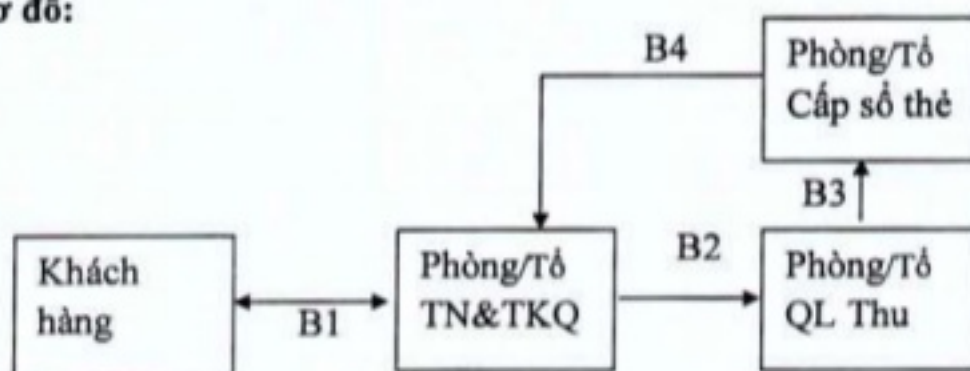 ơ đồ:
B4
Phòng/Tổ
Cấp sổ thẻ
B3
Khách
hàng
B1
Phòng/Tổ
TN&TKQ
B2
Phòng/Tổ
QL Thu